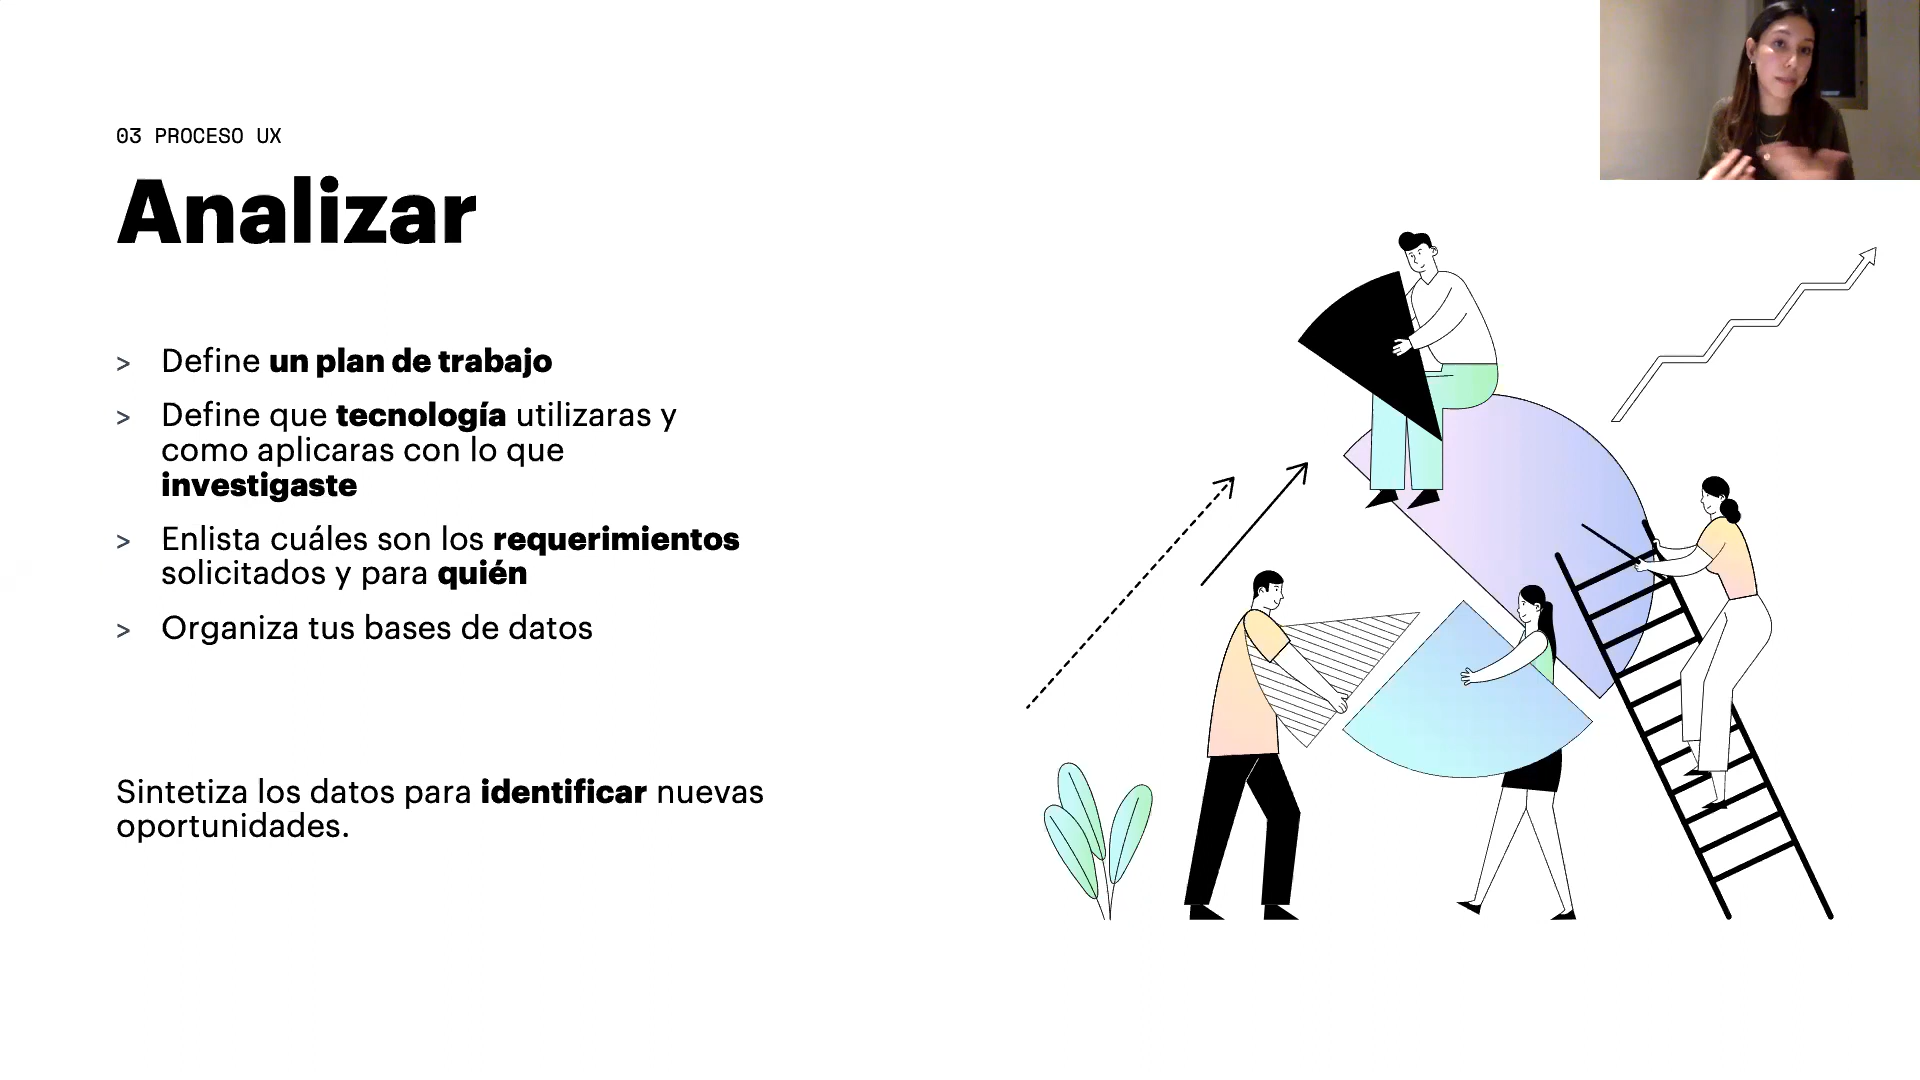 03 PROCESO UX
Analizar
> Define un plan de trabajo
> Define que tecnología utilizaras y
como aplicaras con lo que
investigaste
> Enlista cuáles son los requerimientos
solicitados y para quién
> Organiza tus bases de datos
Sintetiza los datos para identificar nuevas
oportunidades.